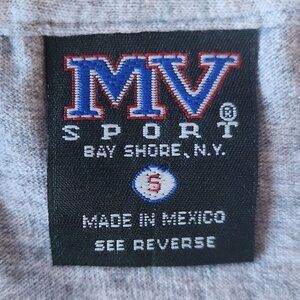 MV
SPORT®
BAY SHORE, N.Y.
S
MADE IN MEXICO
SEE REVERSE